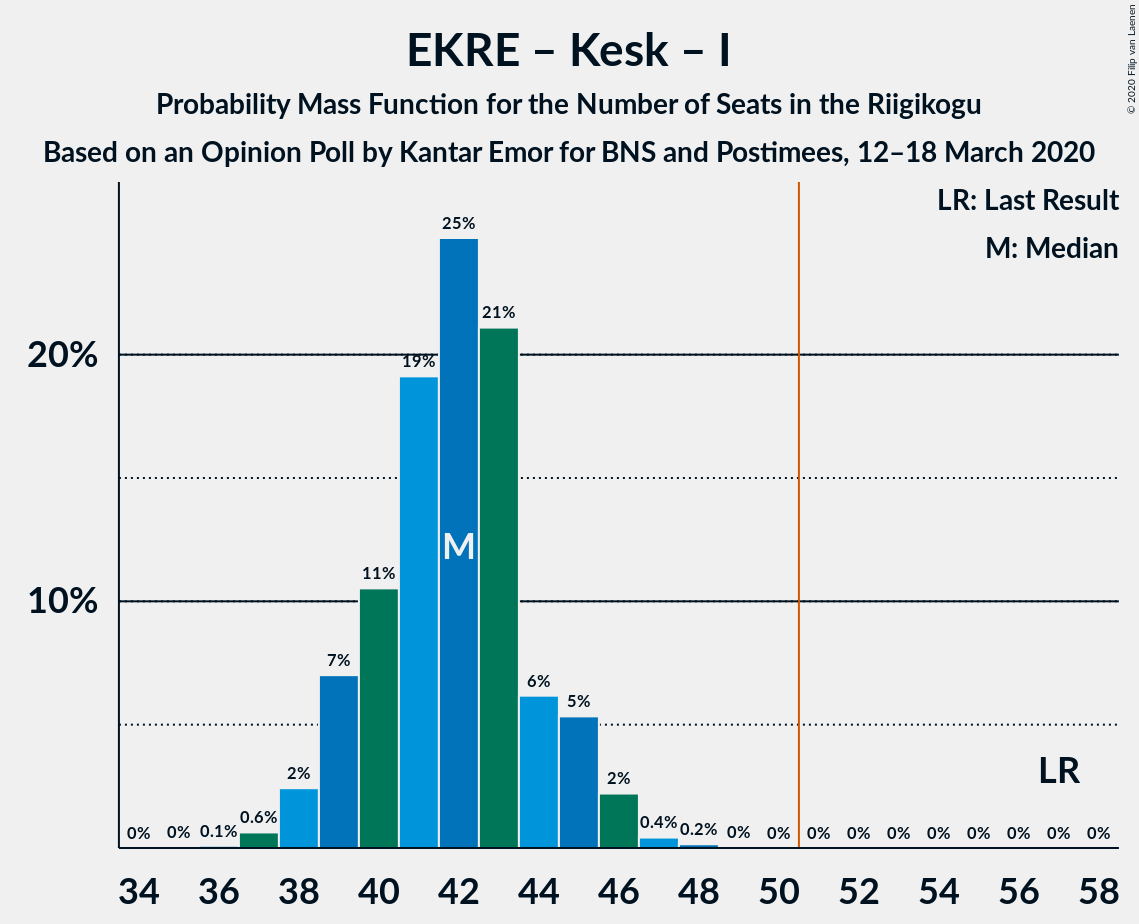 EKRE – Kesk – I
Probability Mass Function for the Number of Seats in the Riigikogu
Based on an Opinion Poll by Kantar Emor for BNS and Postimees, 12–18 March 2020
© 2020 Filip van Laenen
LR: Last Result
M: Median
25%
21%
20%
19%
M
11%
10%
7%
6%
5%
LR
2%
2%
0% 0% 0.1% 0.6% 0.4% 0.2% 0% 0% 0% 0% 0% 0% 0% 0% 0% 0%
34 36 38 40 42 44 46 48 50 52 54 56 58